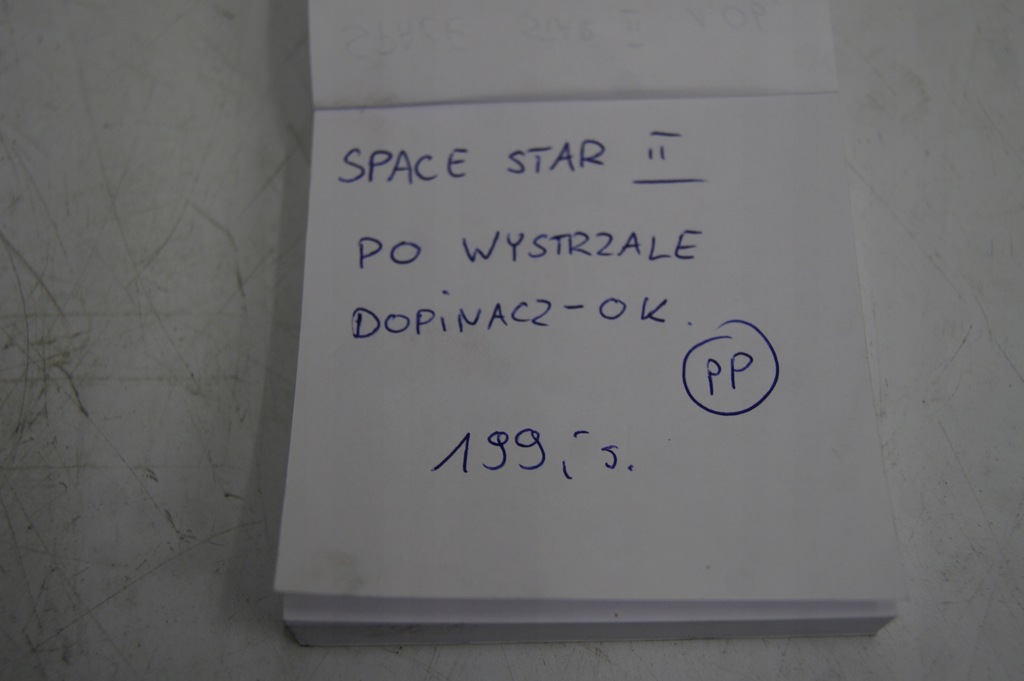 SPACE STAR II
PO WYSTRZALE
DOPINACZ-OK.
PP
199,- s.